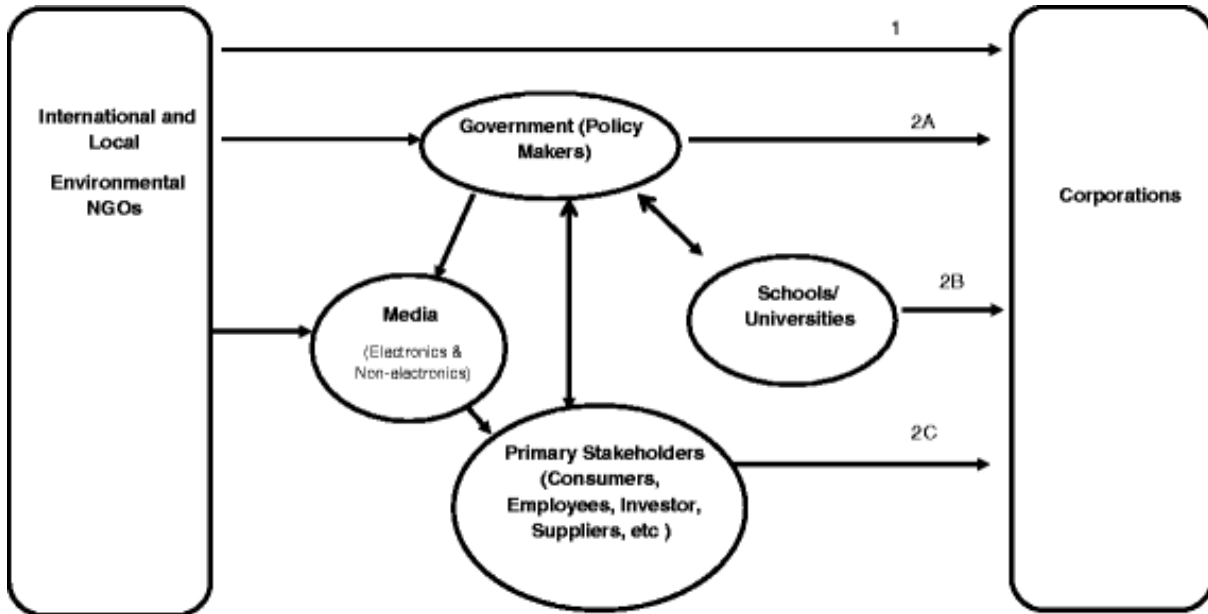 1
International and
Local
Environmental
NGOs
Government (Policy
Makers)
2A
Corporations
Schools/
Universities
2B
Media
(Electronics &
Non-electronics)
Primary Stakeholders
(Consumers,
Employees, Investor,
Suppliers, etc )
2C